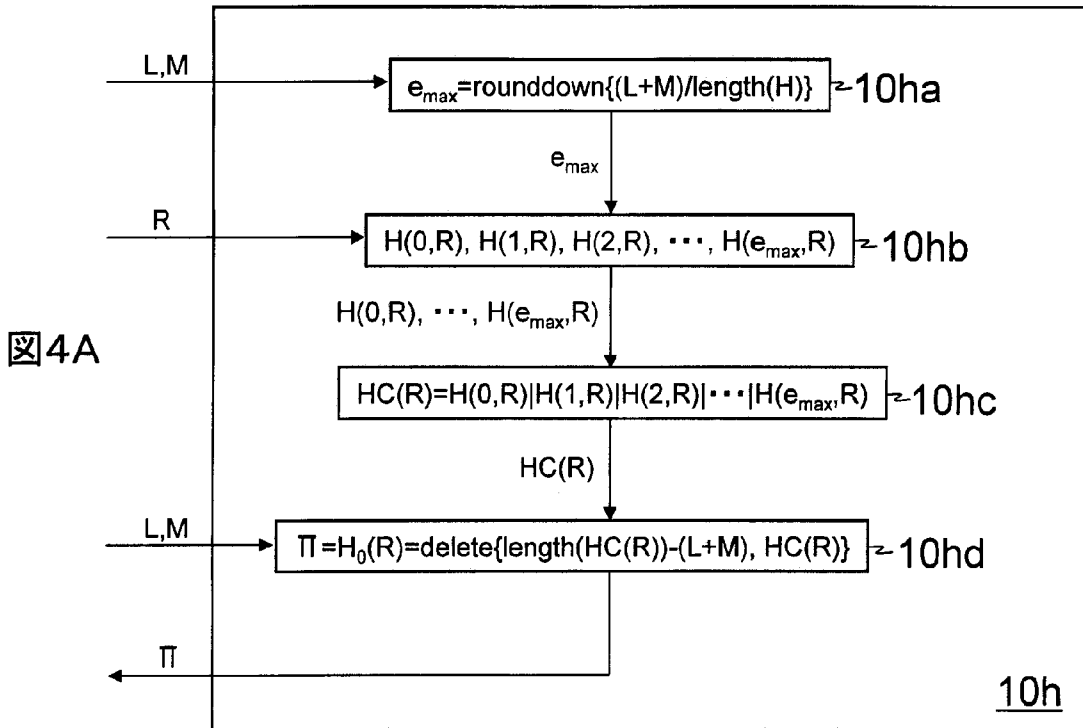 L,M
e_max=rounddown{(L+M)/length(H)}
10ha
e_max
R
H(0,R), H(1,R), H(2,R), ･･･, H(e_max,R)
10hb
H(0,R), ･･･, H(e_max,R)
図4A
HC(R)=H(0,R)|H(1,R)|H(2,R)|･･･|H(e_max,R)
10hc
HC(R)
L,M
Π=H_0(R)=delete{length(HC(R))-(L+M), HC(R)}
10hd
Π
10h